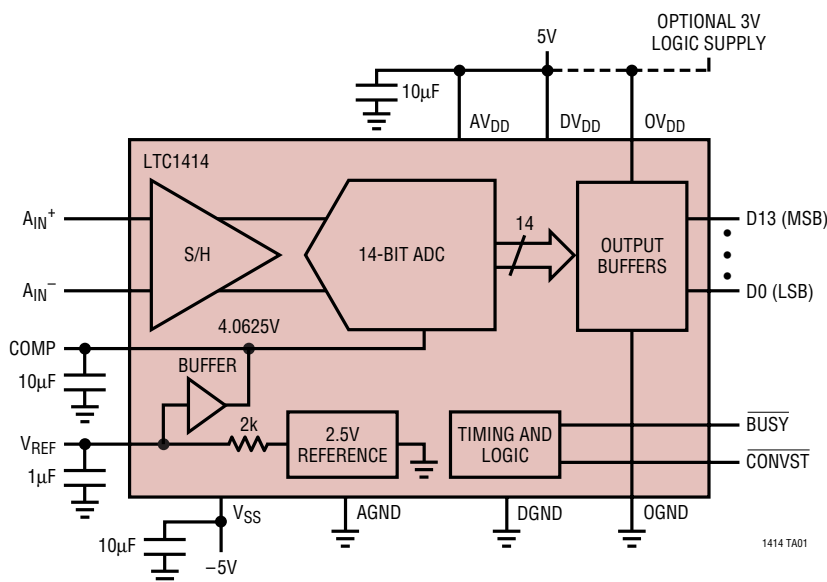 OPTIONAL 3V
LOGIC SUPPLY
5V
10µF
AVDD
DVDD
OVDD
LTC1414
AIN+
S/H
14-BIT ADC
14
OUTPUT
BUFFERS
D13 (MSB)
AIN–
D0 (LSB)
4.0625V
COMP
BUFFER
10µF
2k
VREF
2.5V
REFERENCE
TIMING AND
LOGIC
BUSY
CONVST
1µF
VSS
AGND
DGND
OGND
10µF
–5V
1414 TA01